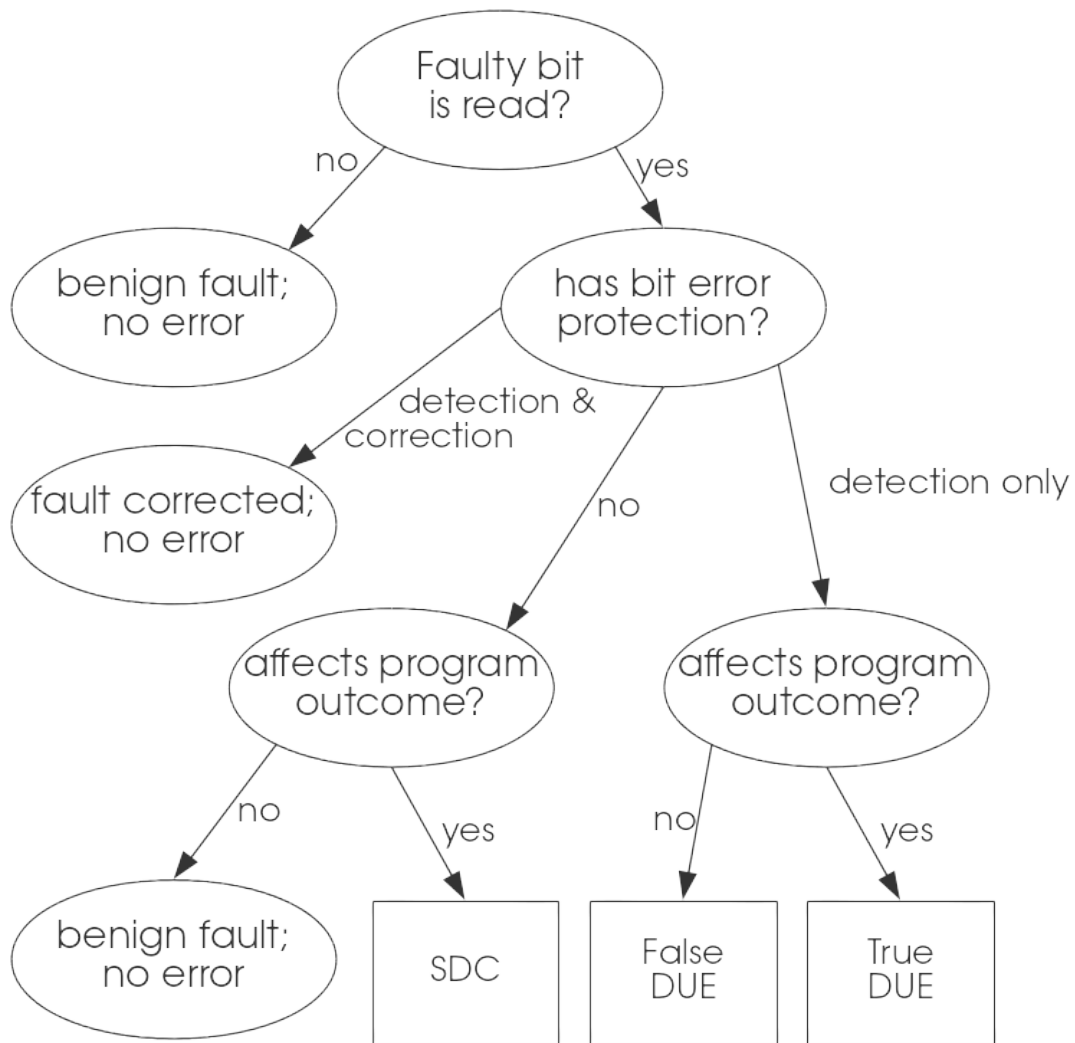 Faulty bit
is read?
no
yes
benign fault;
no error
has bit error
protection?
detection &
correction
fault corrected;
no error
no
detection only
affects program
outcome?
affects program
outcome?
no
yes
no
yes
benign fault;
no error
SDC
False
DUE
True
DUE